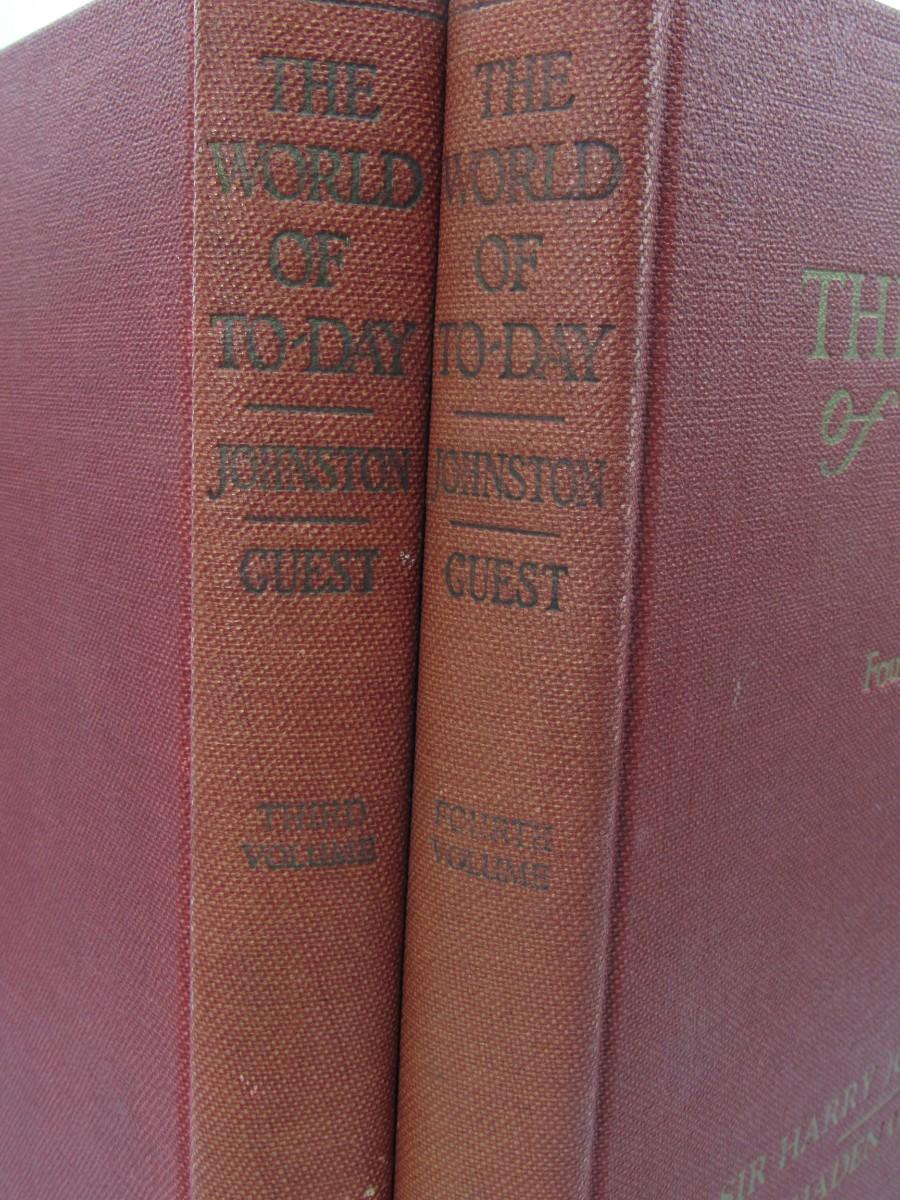 THE
WORLD
OF
TO-DAY
JOHNSTON
GUEST
THIRD
VOLUME
THE
WORLD
OF
TO-DAY
JOHNSTON
GUEST
FOURTH
VOLUME
of
SIR HARRY